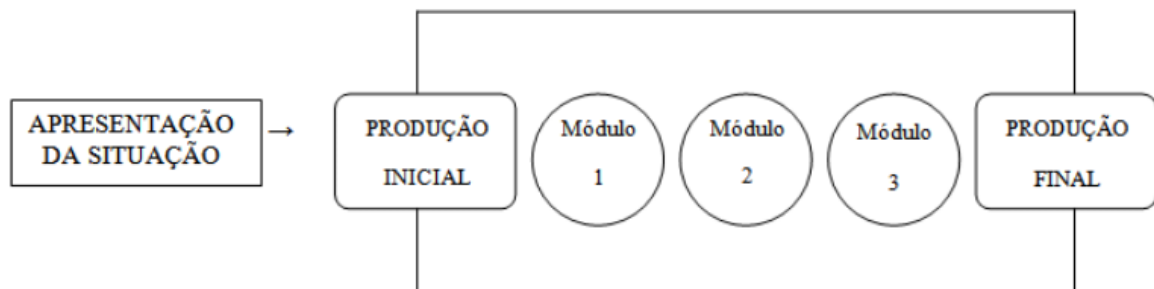 APRESENTAÇÃO
DA SITUAÇÃO
→
PRODUÇÃO
INICIAL
Módulo
1
Módulo
2
Módulo
3
PRODUÇÃO
FINAL